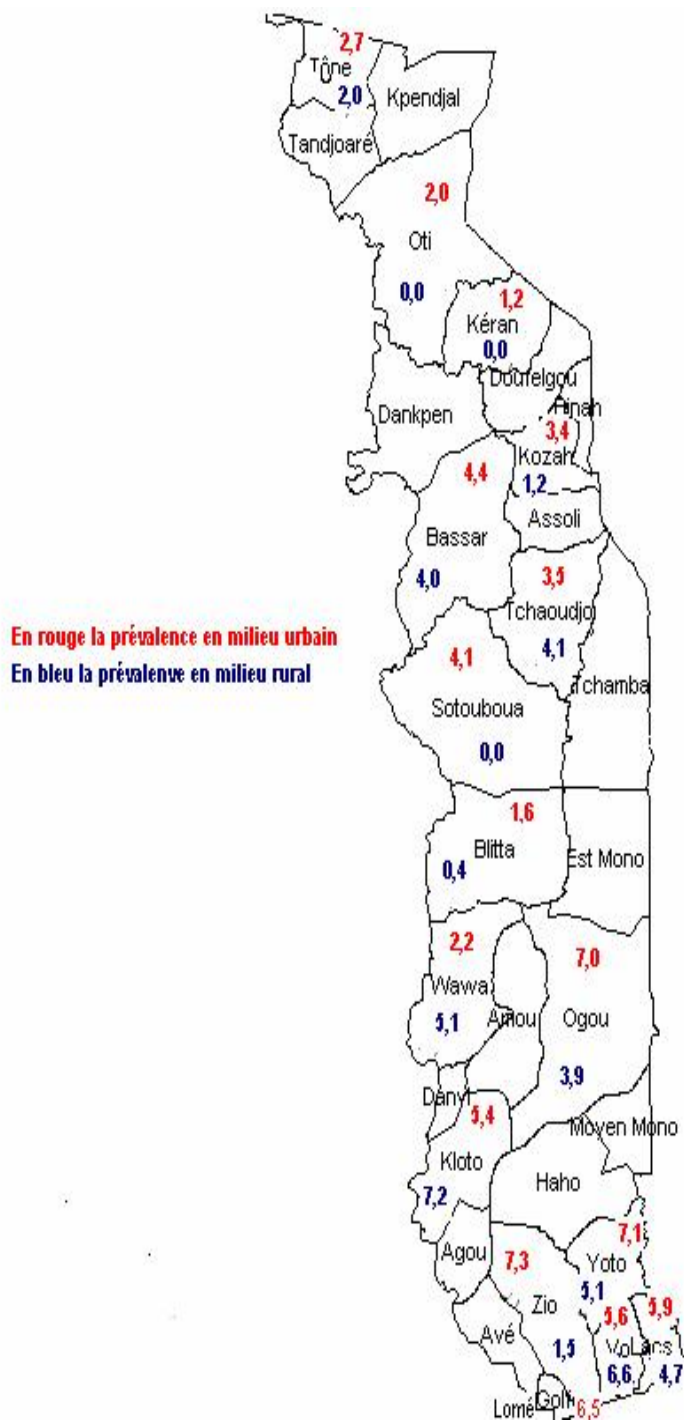 2,7
Tône
2,0
Kpendjal
Tandjoaré
2,0
Oti
0,0
1,2
Kéran
0,0
Doufelgou
Dankpen
3,4
Kozah
4,4
1,2
Assoli
Bassar
4,0
3,5
Tchaoudjo
En rouge la prévalence en milieu urbain
4,1
4,1
En bleu la prévalenve en milieu rural
Tchamba
Sotouboua
0,0
1,6
Blitta
Est Mono
0,4
2,2
7,0
Wawa
5,1
Amou
Ogou
3,9
Danyi
5,4
Moyen Mono
Kloto
7,2
Haho
7,1
Agou
7,3
Yoto
5,1
Zio
5,6
5,9
Avé
1,5
Vo
Lacs
6,6
4,7
Lomé
Golfe
6,5